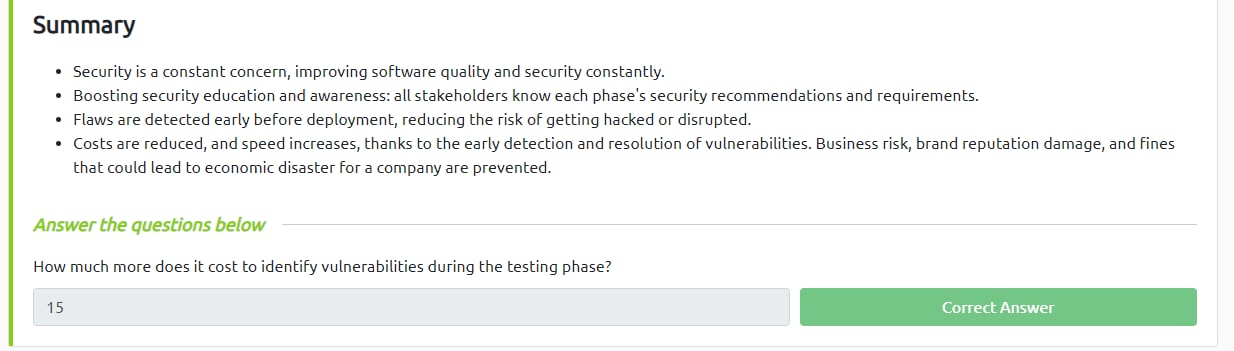 Summary
• Security is a constant concern, improving software quality and security constantly.
• Boosting security education and awareness: all stakeholders know each phase's security recommendations and requirements.
• Flaws are detected early before deployment, reducing the risk of getting hacked or disrupted.
• Costs are reduced, and speed increases, thanks to the early detection and resolution of vulnerabilities. Business risk, brand reputation damage, and fines
that could lead to economic disaster for a company are prevented.
Answer the questions below
How much more does it cost to identify vulnerabilities during the testing phase?
15 Correct Answer